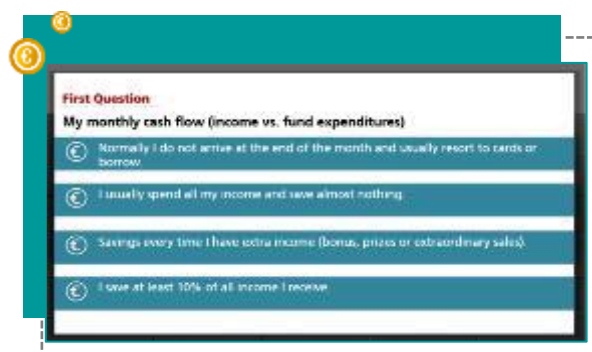 First Question
My monthly cash flow (income vs. fund expenditures)
Normally I do not arrive at the end of the month and usually resort to cards or
borrow.
I usually spend all my income and save almost nothing.
Savings every time I have extra income (bonus, prizes or extraordinary sales).
I save at least 10% of all income I receive